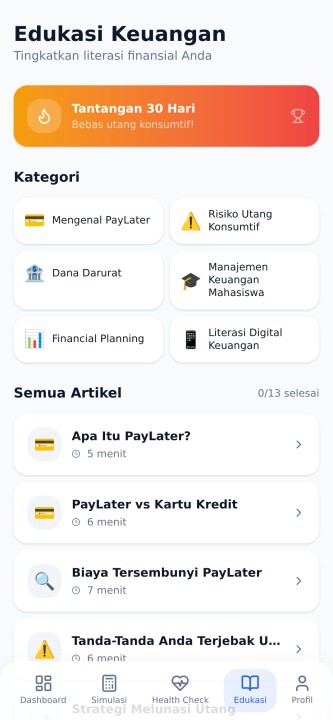 Edukasi Keuangan
Tingkatkan literasi finansial Anda
Tantangan 30 Hari
Bebas utang konsumtif!
Kategori
Mengenal PayLater
Risiko Utang
Konsumtif
Dana Darurat
Manajemen
Keuangan
Mahasiswa
Financial Planning
Literasi Digital
Keuangan
Semua Artikel
0/13 selesai
Apa Itu PayLater?
5 menit
PayLater vs Kartu Kredit
6 menit
Biaya Tersembunyi PayLater
7 menit
Tanda-Tanda Anda Terjebak U...
6 menit
Dashboard
Simulasi
Health Check
Edukasi
Profil
Strategi Melunasi Utang